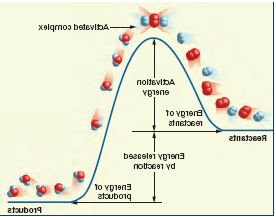 Activated complex
Activation
energy
Energy of
reactants
Reactants
Energy released
by reaction
Energy of
products
Products